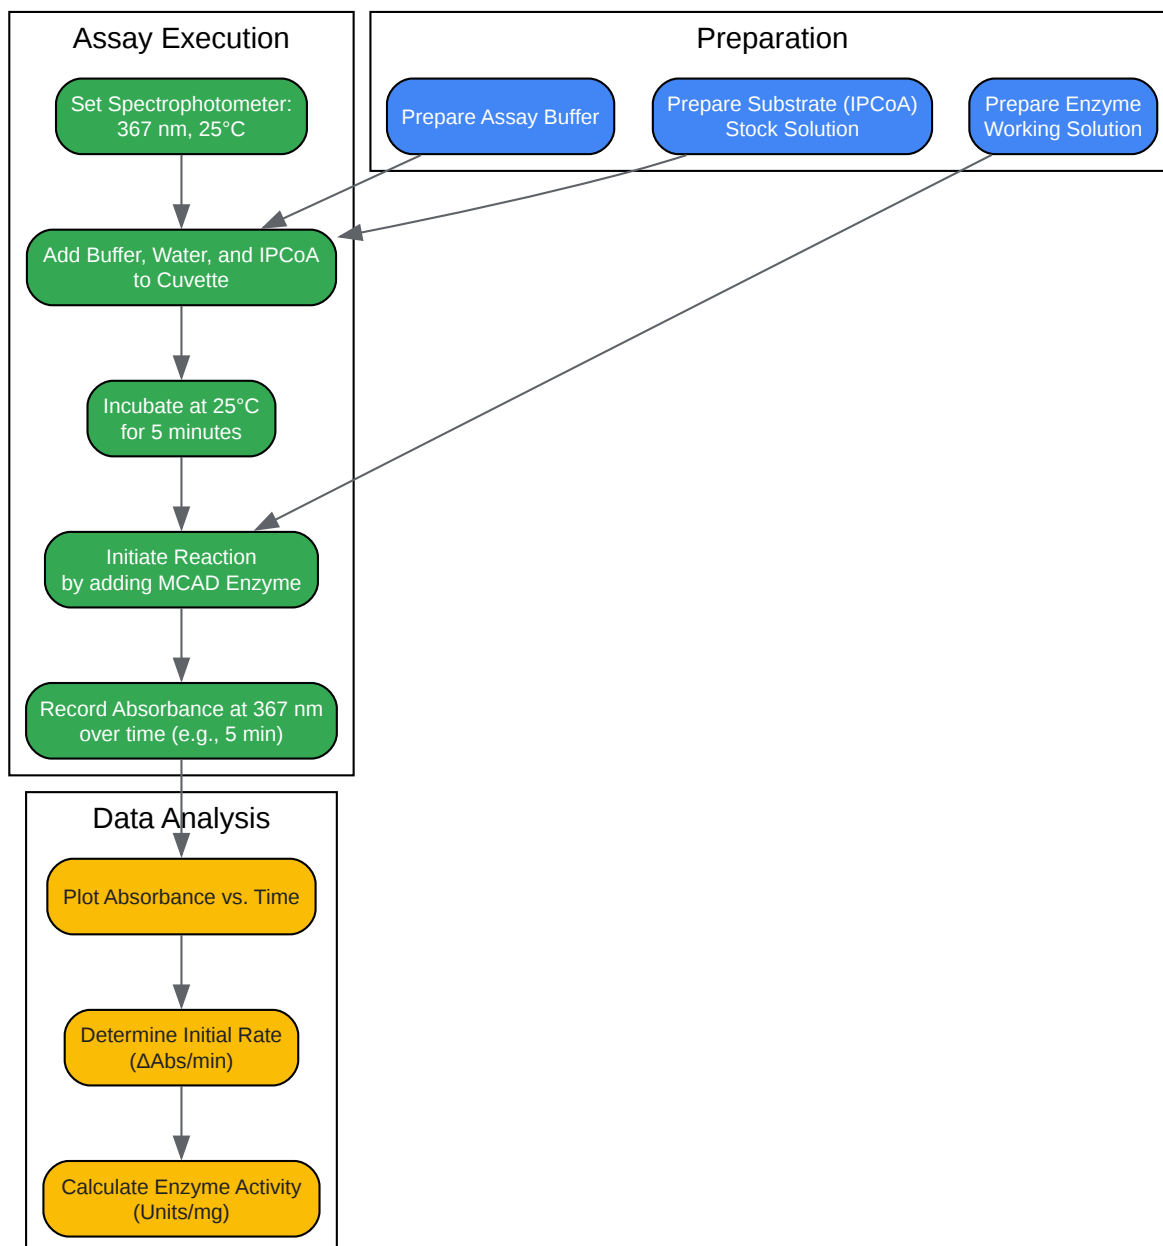 Assay Execution
Set Spectrophotometer:
367 nm, 25°C
Add Buffer, Water, and IPCoA
to Cuvette
Incubate at 25°C
for 5 minutes
Initiate Reaction
by adding MCAD Enzyme
Record Absorbance at 367 nm
over time (e.g., 5 min)
Preparation
Prepare Assay Buffer
Prepare Substrate (IPCoA)
Stock Solution
Prepare Enzyme
Working Solution
Data Analysis
Plot Absorbance vs. Time
Determine Initial Rate
(ΔAbs/min)
Calculate Enzyme Activity
(Units/mg)